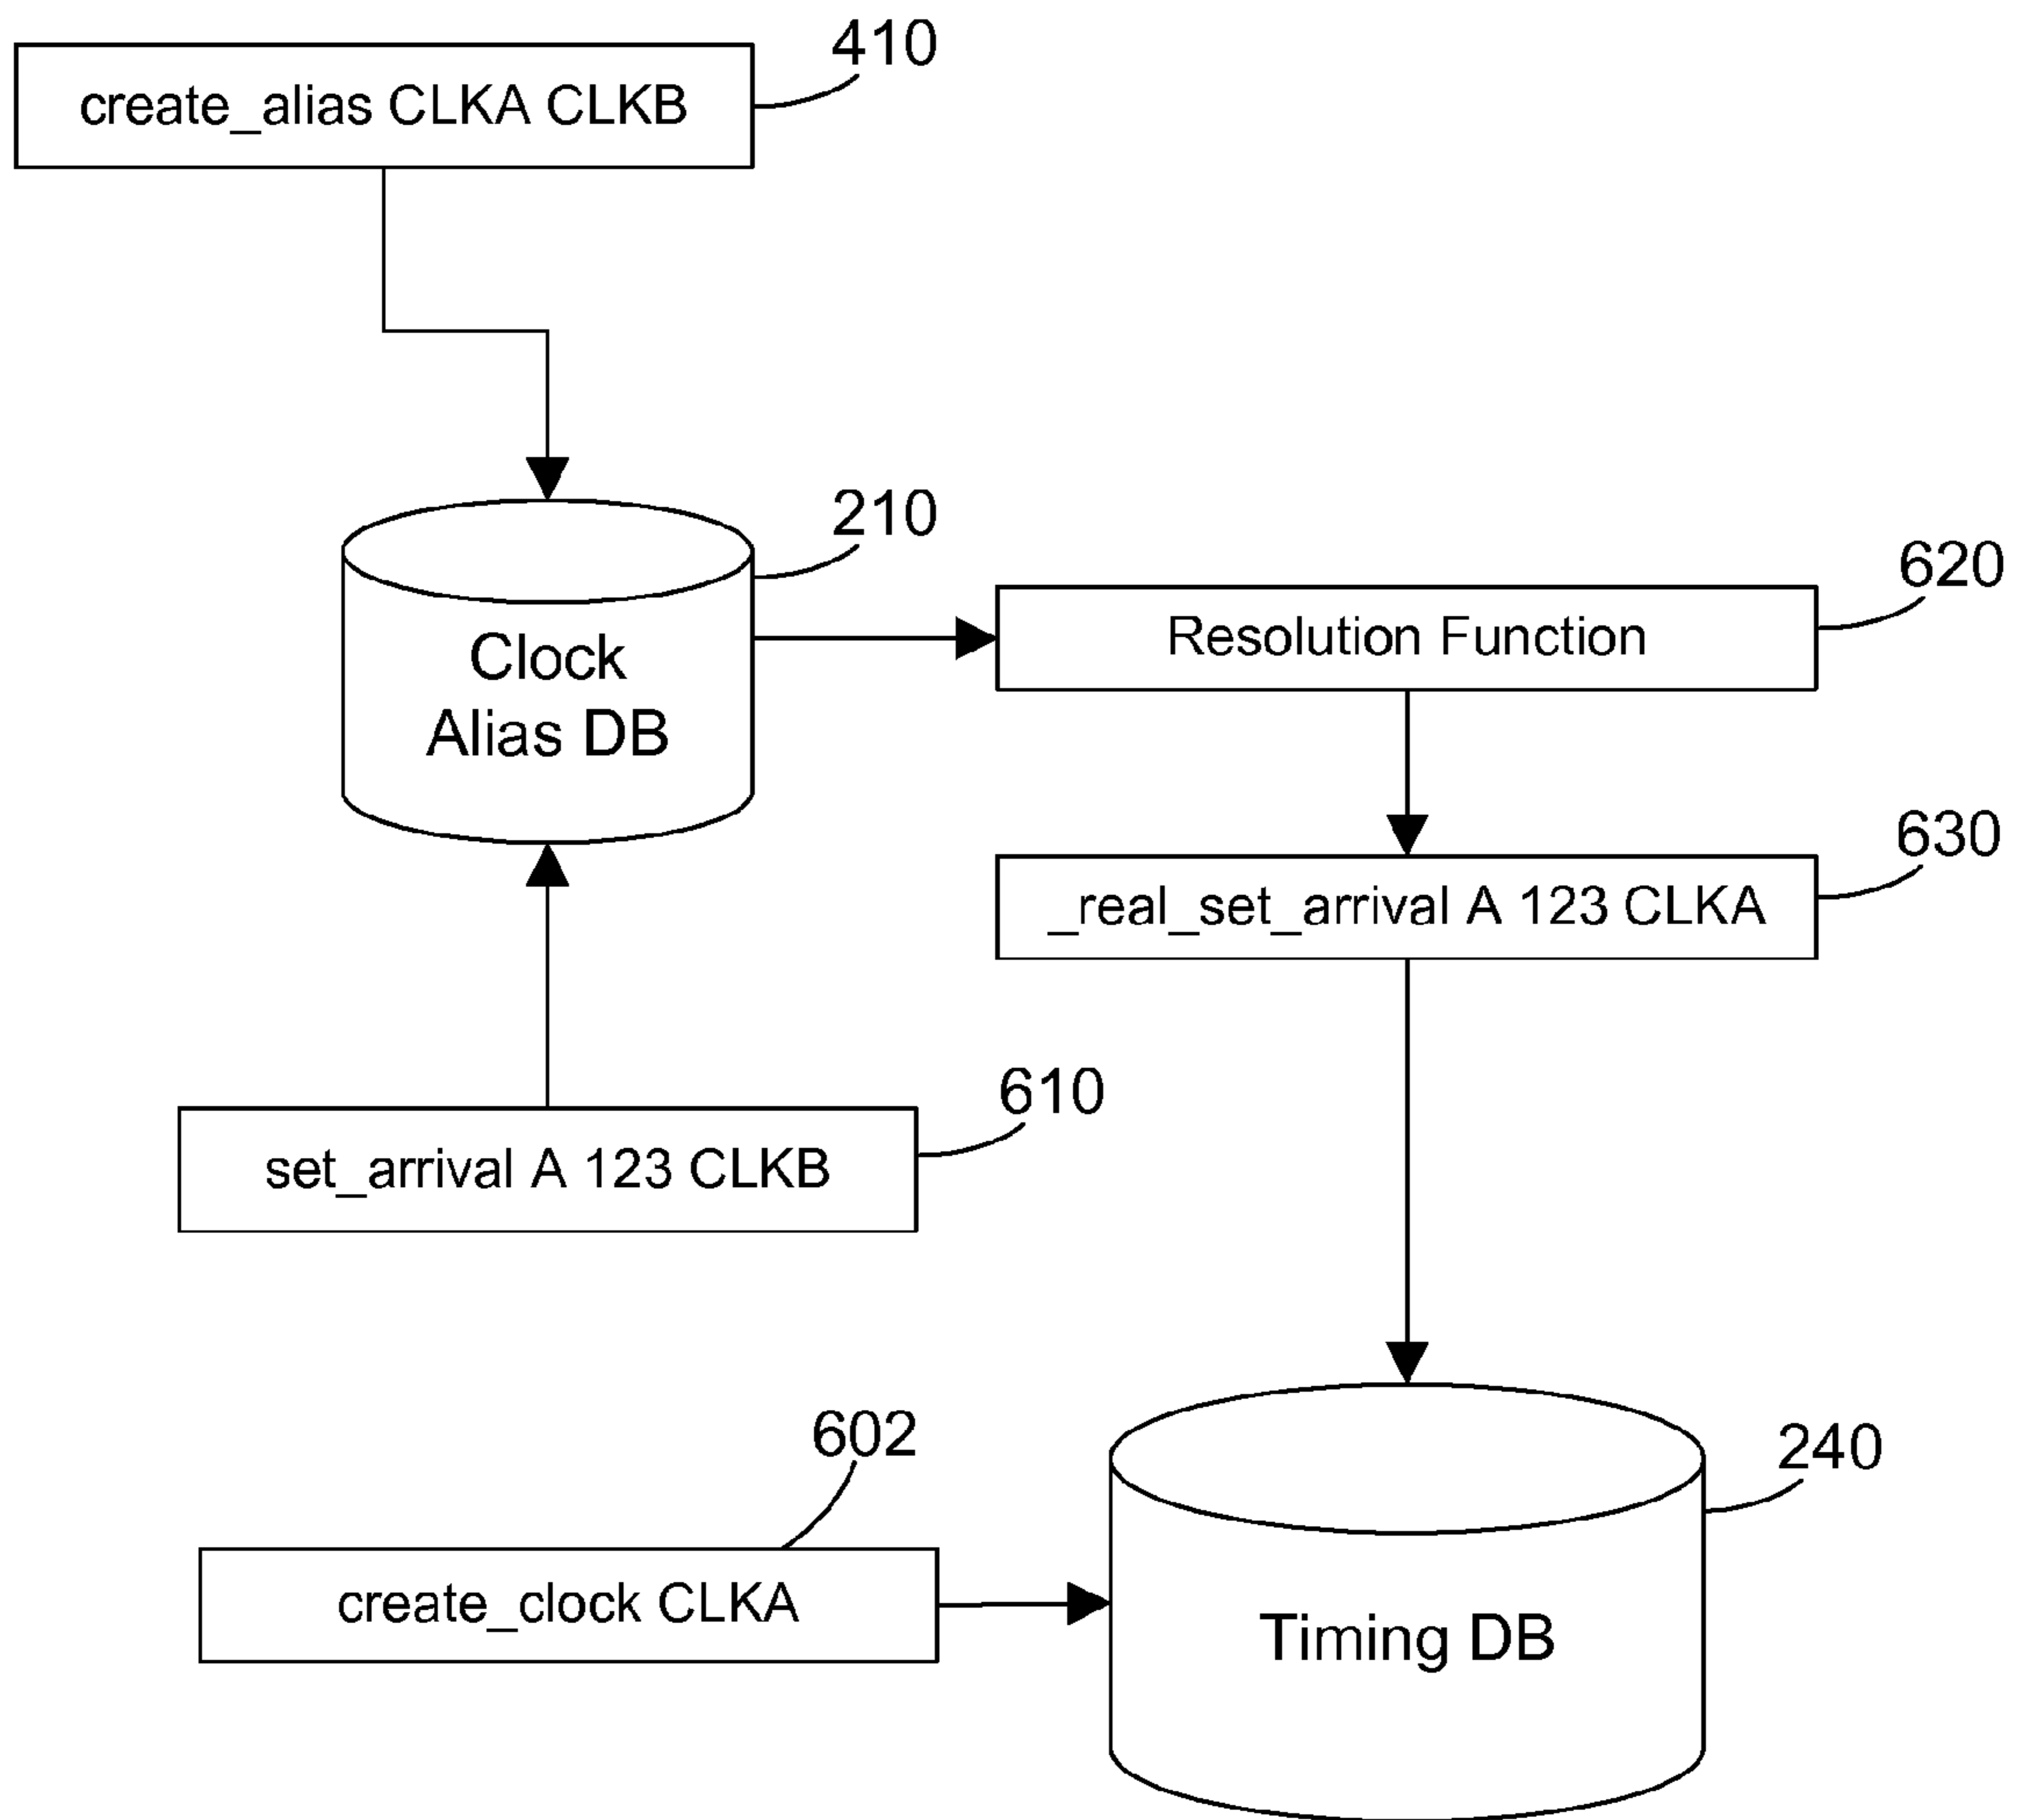 410
create_alias CLKA CLKB
210
Clock
Alias DB
620
Resolution Function
630
_real_set_arrival A 123 CLKA
610
set_arrival A 123 CLKB
602
create_clock CLKA
240
Timing DB